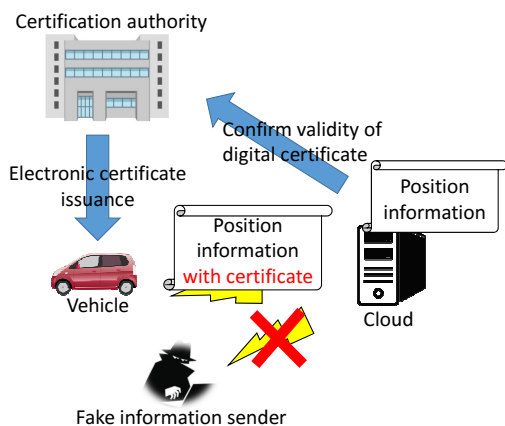 Certification authority
Confirm validity of
digital certificate
Electronic certificate
issuance
Position
information
Position
information
with certificate
Vehicle
Cloud
Fake information sender